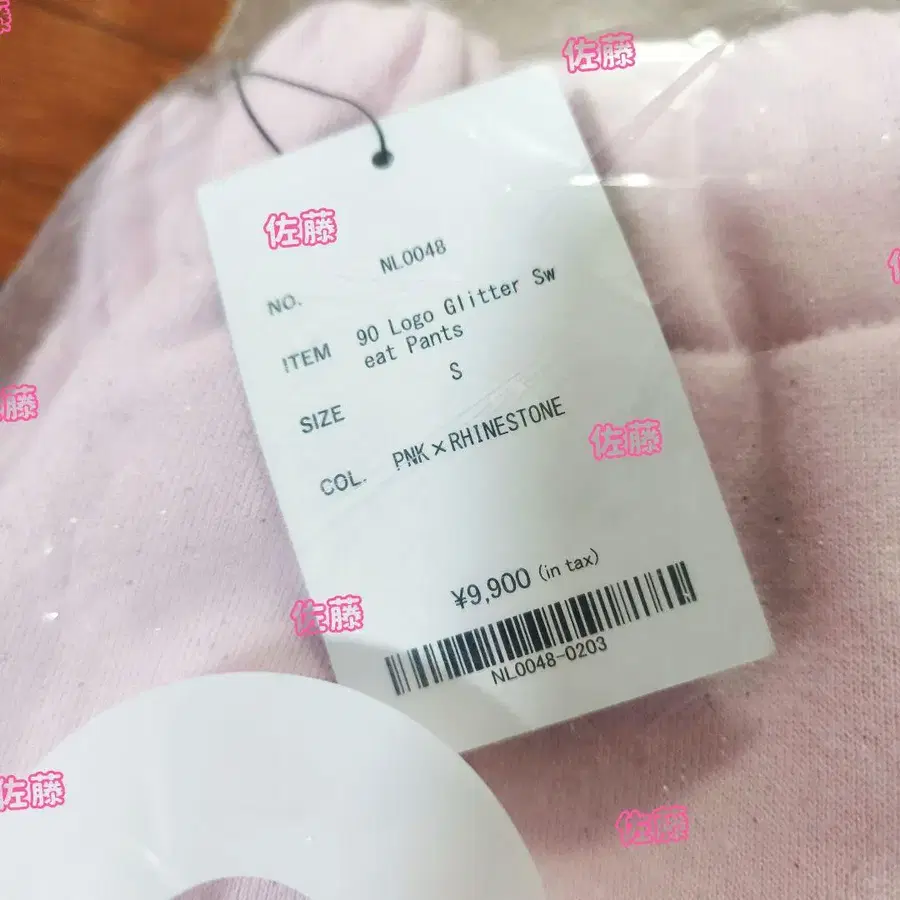 佐藤
佐藤
NO. NL0048
ITEM 90 Logo Glitter Sw
eat Pants
SIZE S
藤
COL. PNK×RHINESTONE
佐藤
¥9,900 (in tax)
佐藤
NL0048-0203
佐藤
佐藤